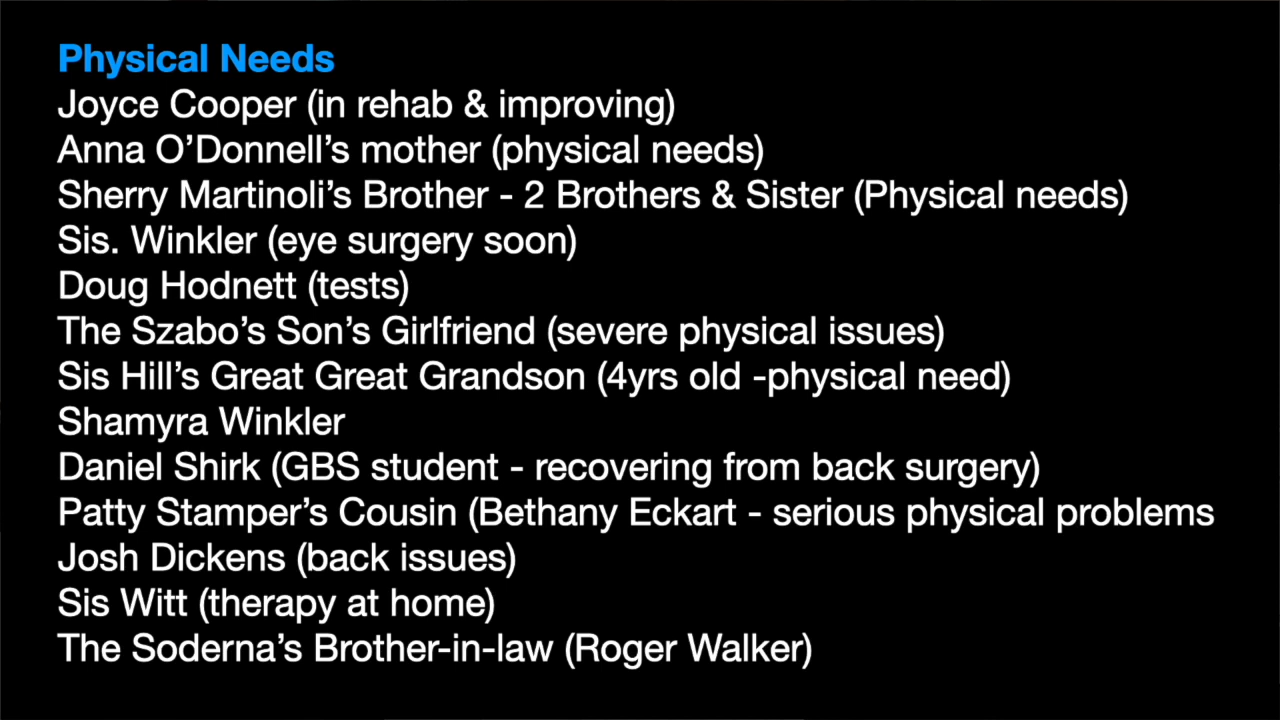 Physical Needs
Joyce Cooper (in rehab & improving)
Anna O’Donnell’s mother (physical needs)
Sherry Martinoli’s Brother - 2 Brothers & Sister (Physical needs)
Sis. Winkler (eye surgery soon)
Doug Hodnett (tests)
The Szabo’s Son’s Girlfriend (severe physical issues)
Sis Hill’s Great Great Grandson (4yrs old -physical need)
Shamyra Winkler
Daniel Shirk (GBS student - recovering from back surgery)
Patty Stamper’s Cousin (Bethany Eckart - serious physical problems
Josh Dickens (back issues)
Sis Witt (therapy at home)
The Soderna’s Brother-in-law (Roger Walker)